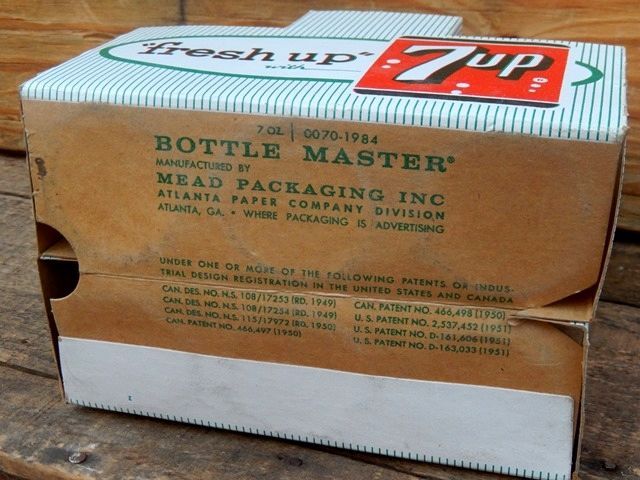 "fresh up"
with
7up
7 OZ. | 0070-1984
BOTTLE MASTER®
MANUFACTURED BY
MEAD PACKAGING INC
ATLANTA PAPER COMPANY DIVISION
ATLANTA, GA. • WHERE PACKAGING IS ADVERTISING
UNDER ONE OR MORE OF THE FOLLOWING PATENTS OR INDUS-
TRIAL DESIGN REGISTRATION IN THE UNITED STATES AND CANADA
CAN. DES. NO. N.S. 108/17253 (RD. 1949)
CAN. DES. NO. N.S. 108/17254 (RD. 1949)
CAN. DES. NO. N.S. 115/17972 (RD. 1950)
CAN. PATENT NO. 466,497 (1950)
CAN. PATENT NO. 466,498 (1950)
U. S. PATENT NO. 2,537,452 (1951)
U. S. PATENT NO. D-161,606 (1951)
U. S. PATENT NO. D-163,033 (1951)